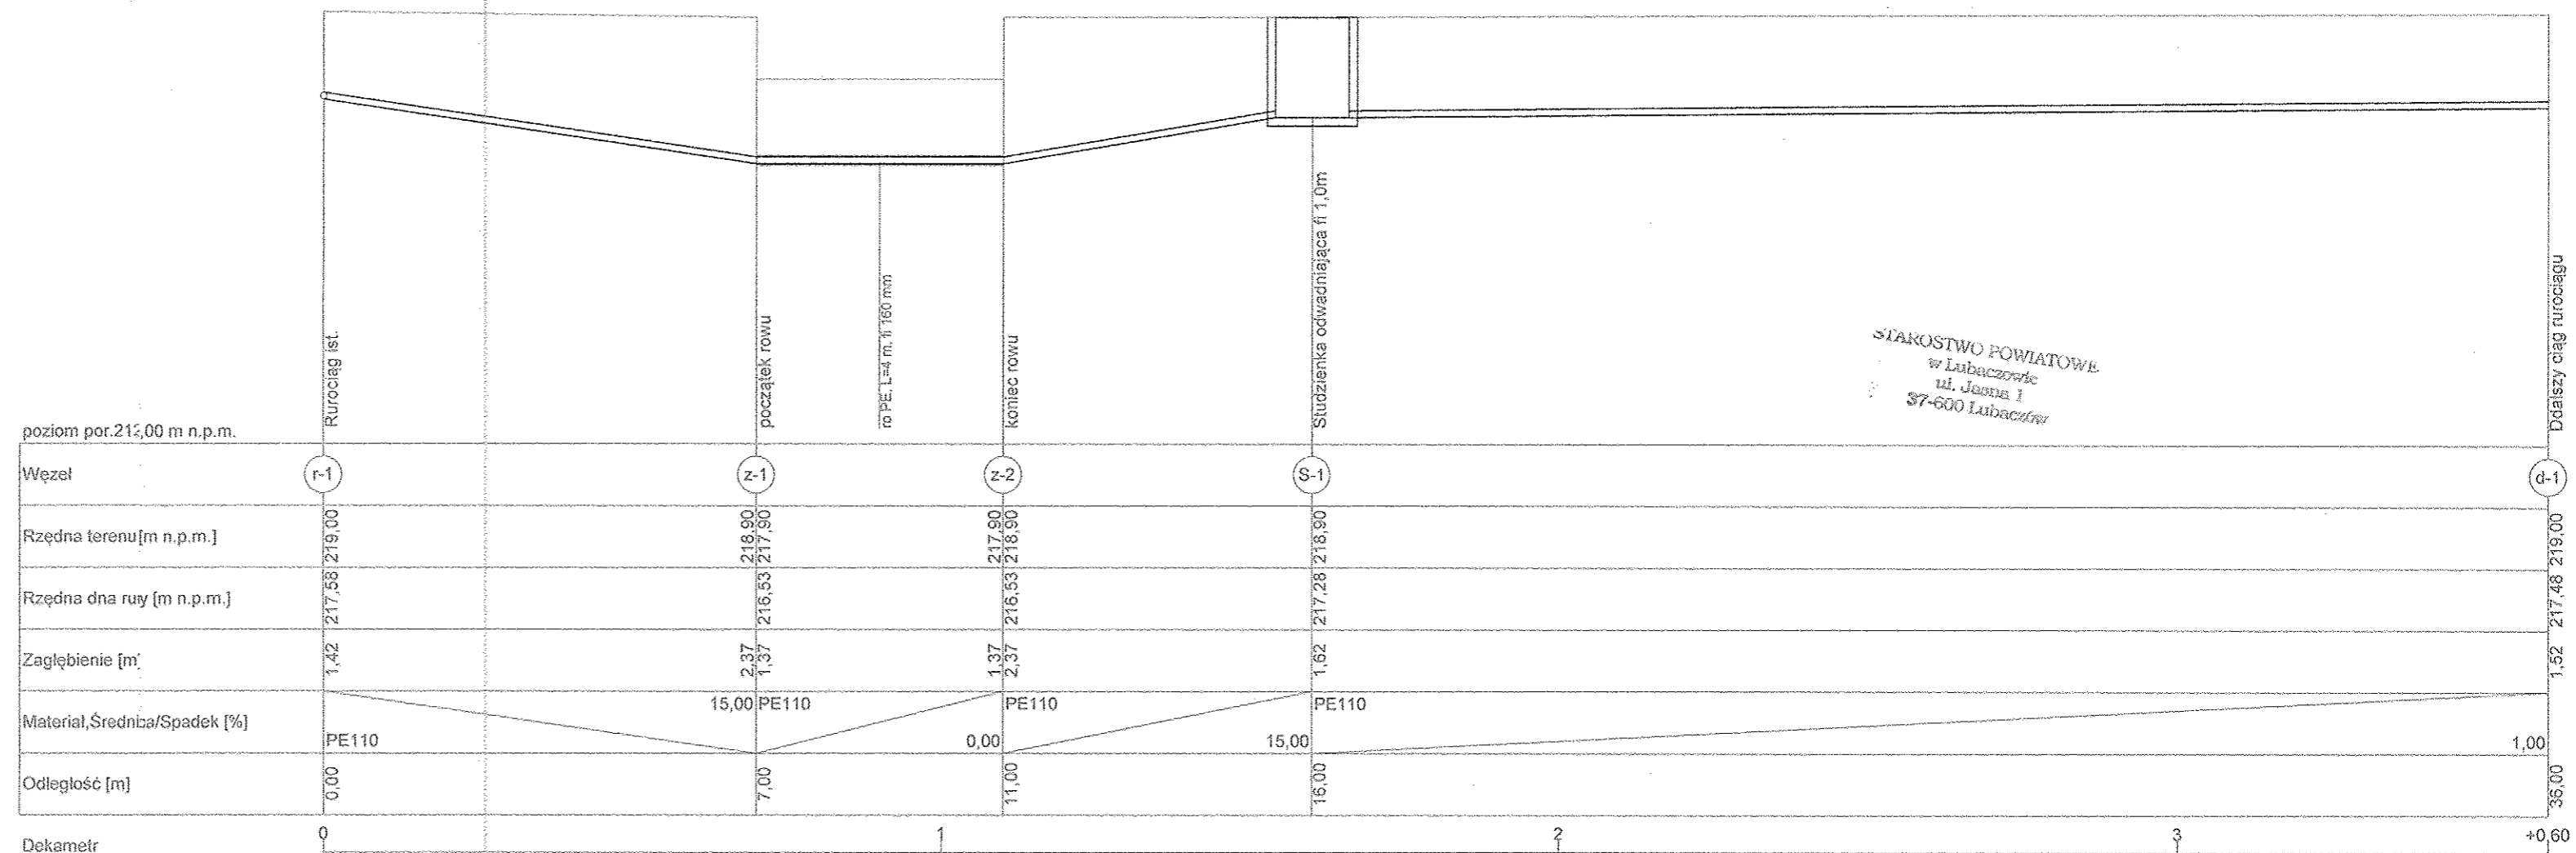 Rurociąg ist.
początek rowu
ro PE, L=4 m, fi 160 mm
koniec rowu
Studzienka odwadniająca fi 1,0m
Ddalszy ciąg rurociągu
STAROSTWO POWIATOWE
w Lubaczowie
ul. Jasna 1
37-600 Lubaczów
poziom por.212,00 m n.p.m.
Węzeł r-1 z-1 z-2 S-1 d-1
Rzędna terenu[m n.p.m.] 219,00 218,90 217,90 217,90 218,90 218,90 219,00
Rzędna dna rury [m n.p.m.] 217,58 216,53 216,53 217,28 217,48
Zagłębienie [m] 1,42 2,37 1,37 1,37 2,37 1,62 1,52
Materiał,Średnica/Spadek [%] PE110 15,00 PE110 0,00 PE110 15,00 PE110 1,00
Odległość [m] 0,00 7,00 11,00 16,00 36,00
Dekametr 0 1 2 3 +0,60